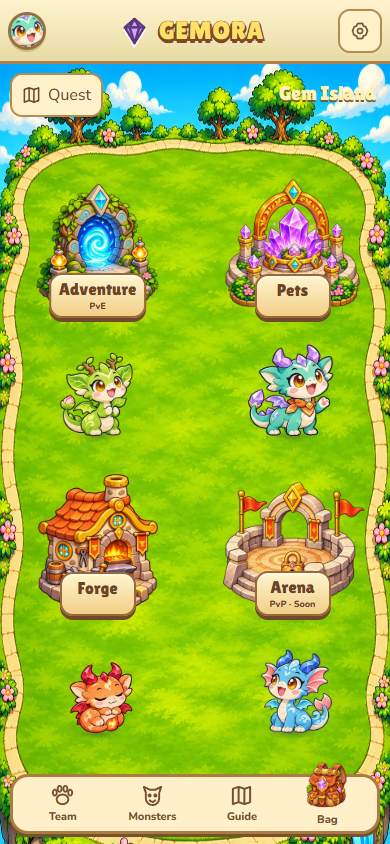 GEMORA
Quest
Gem Island
Adventure
PvE
Pets
Forge
Arena
PvP · Soon
Team
Monsters
Guide
Bag